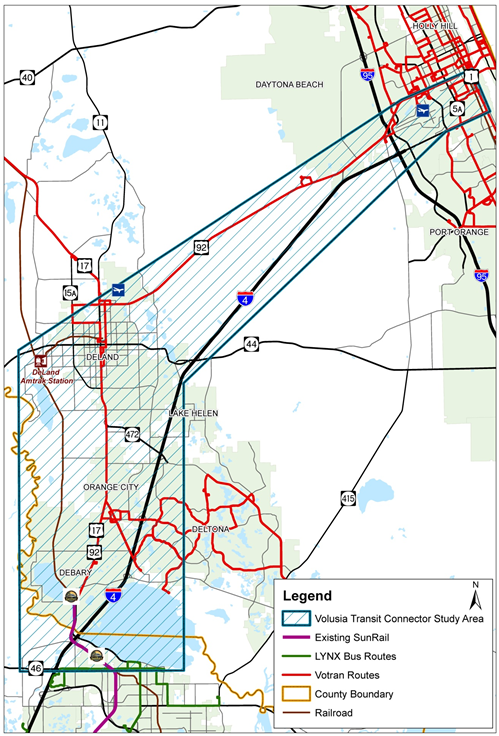 HOLLY HILL
95
1
40
DAYTONA BEACH
5A
11
PORT ORANGE
92
17
95
15A
4
44
DELAND
DeLand
Amtrak Station
LAKE HELEN
472
ORANGE CITY
415
17
DELTONA
92
DEBARY
4
N
Legend
Volusia Transit Connector Study Area
Existing SunRail
46
LYNX Bus Routes
Votran Routes
County Boundary
Railroad